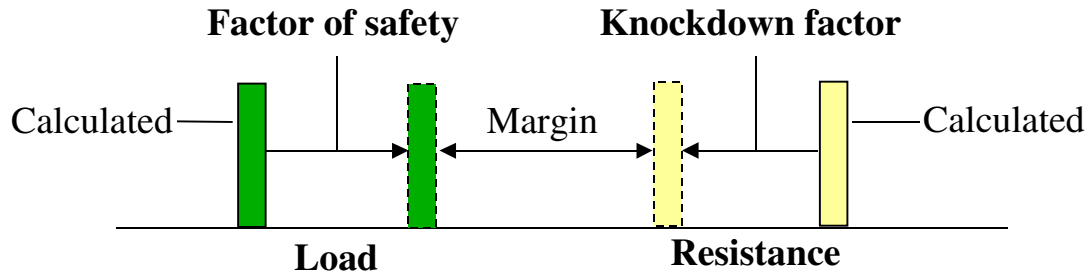 Factor of safety
Knockdown factor
Calculated
Margin
Calculated
Load
Resistance